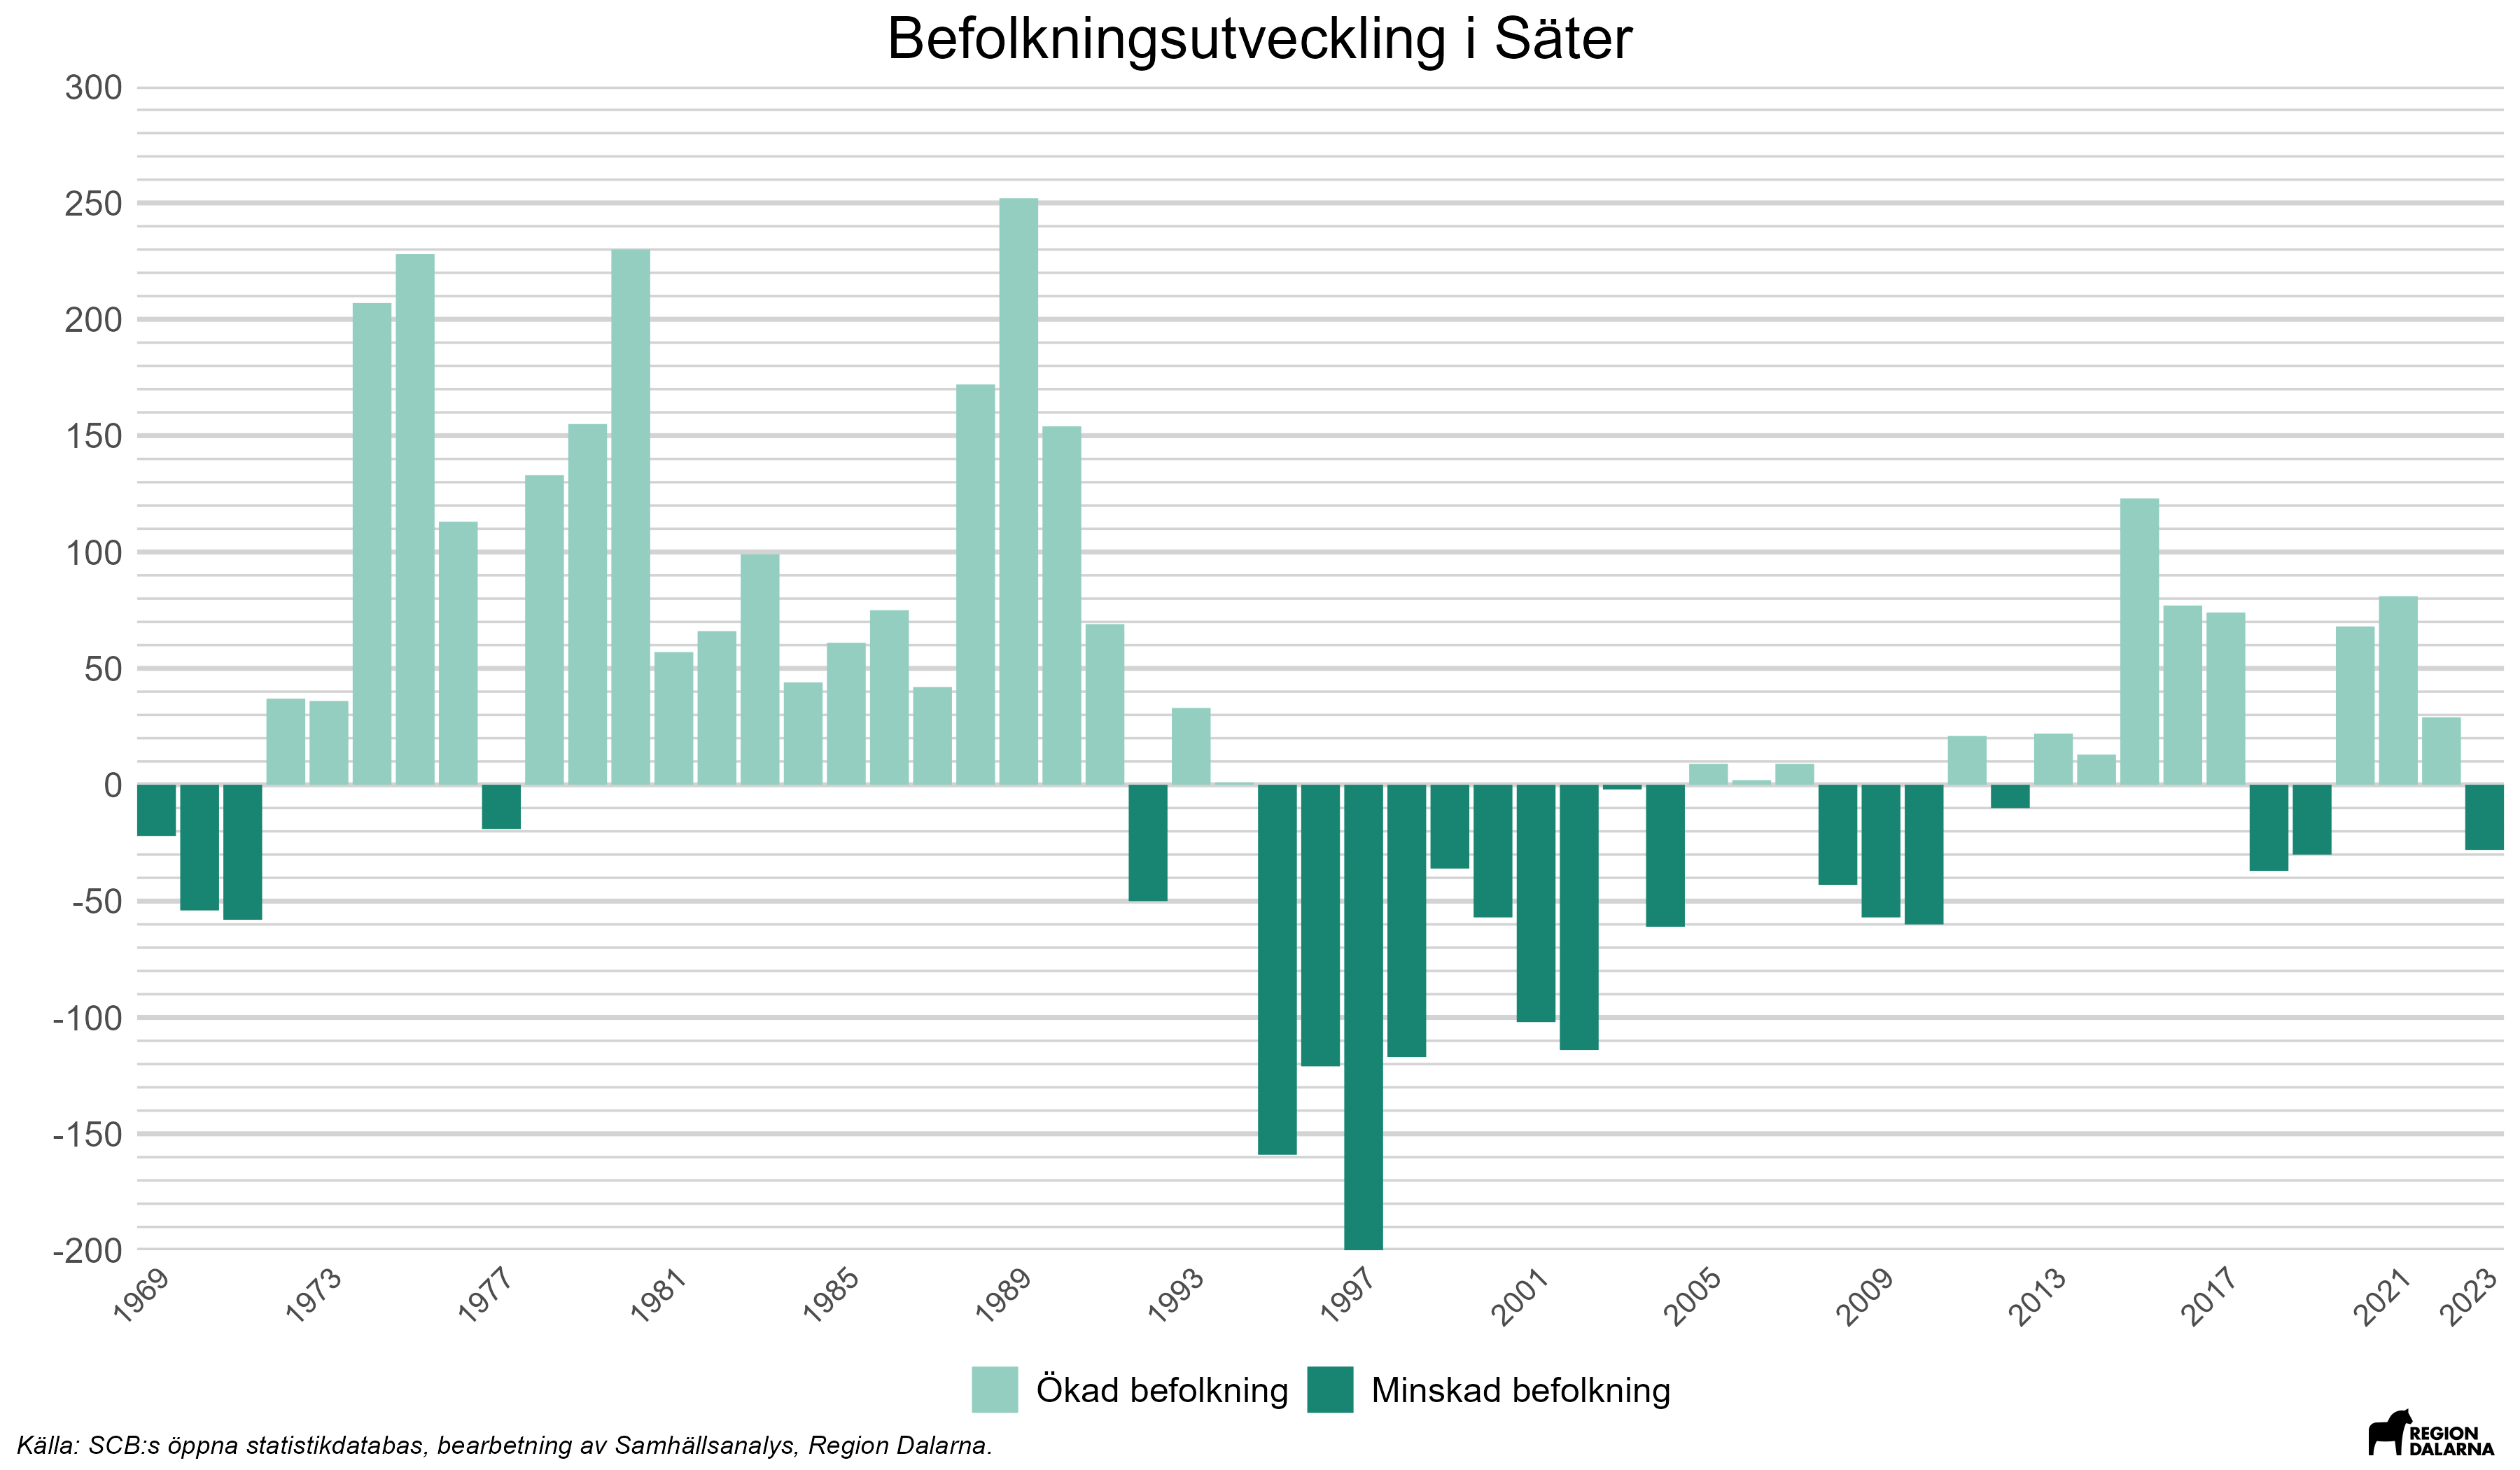 Befolkningsutveckling i Säter
300
250
200
150
100
50
0
-50
-100
-150
-200
1969 1973 1977 1981 1985 1989 1993 1997 2001 2005 2009 2013 2017 2021 2023
Ökad befolkning Minskad befolkning
Källa: SCB:s öppna statistikdatabas, bearbetning av Samhällsanalys, Region Dalarna.
REGION
DALARNA